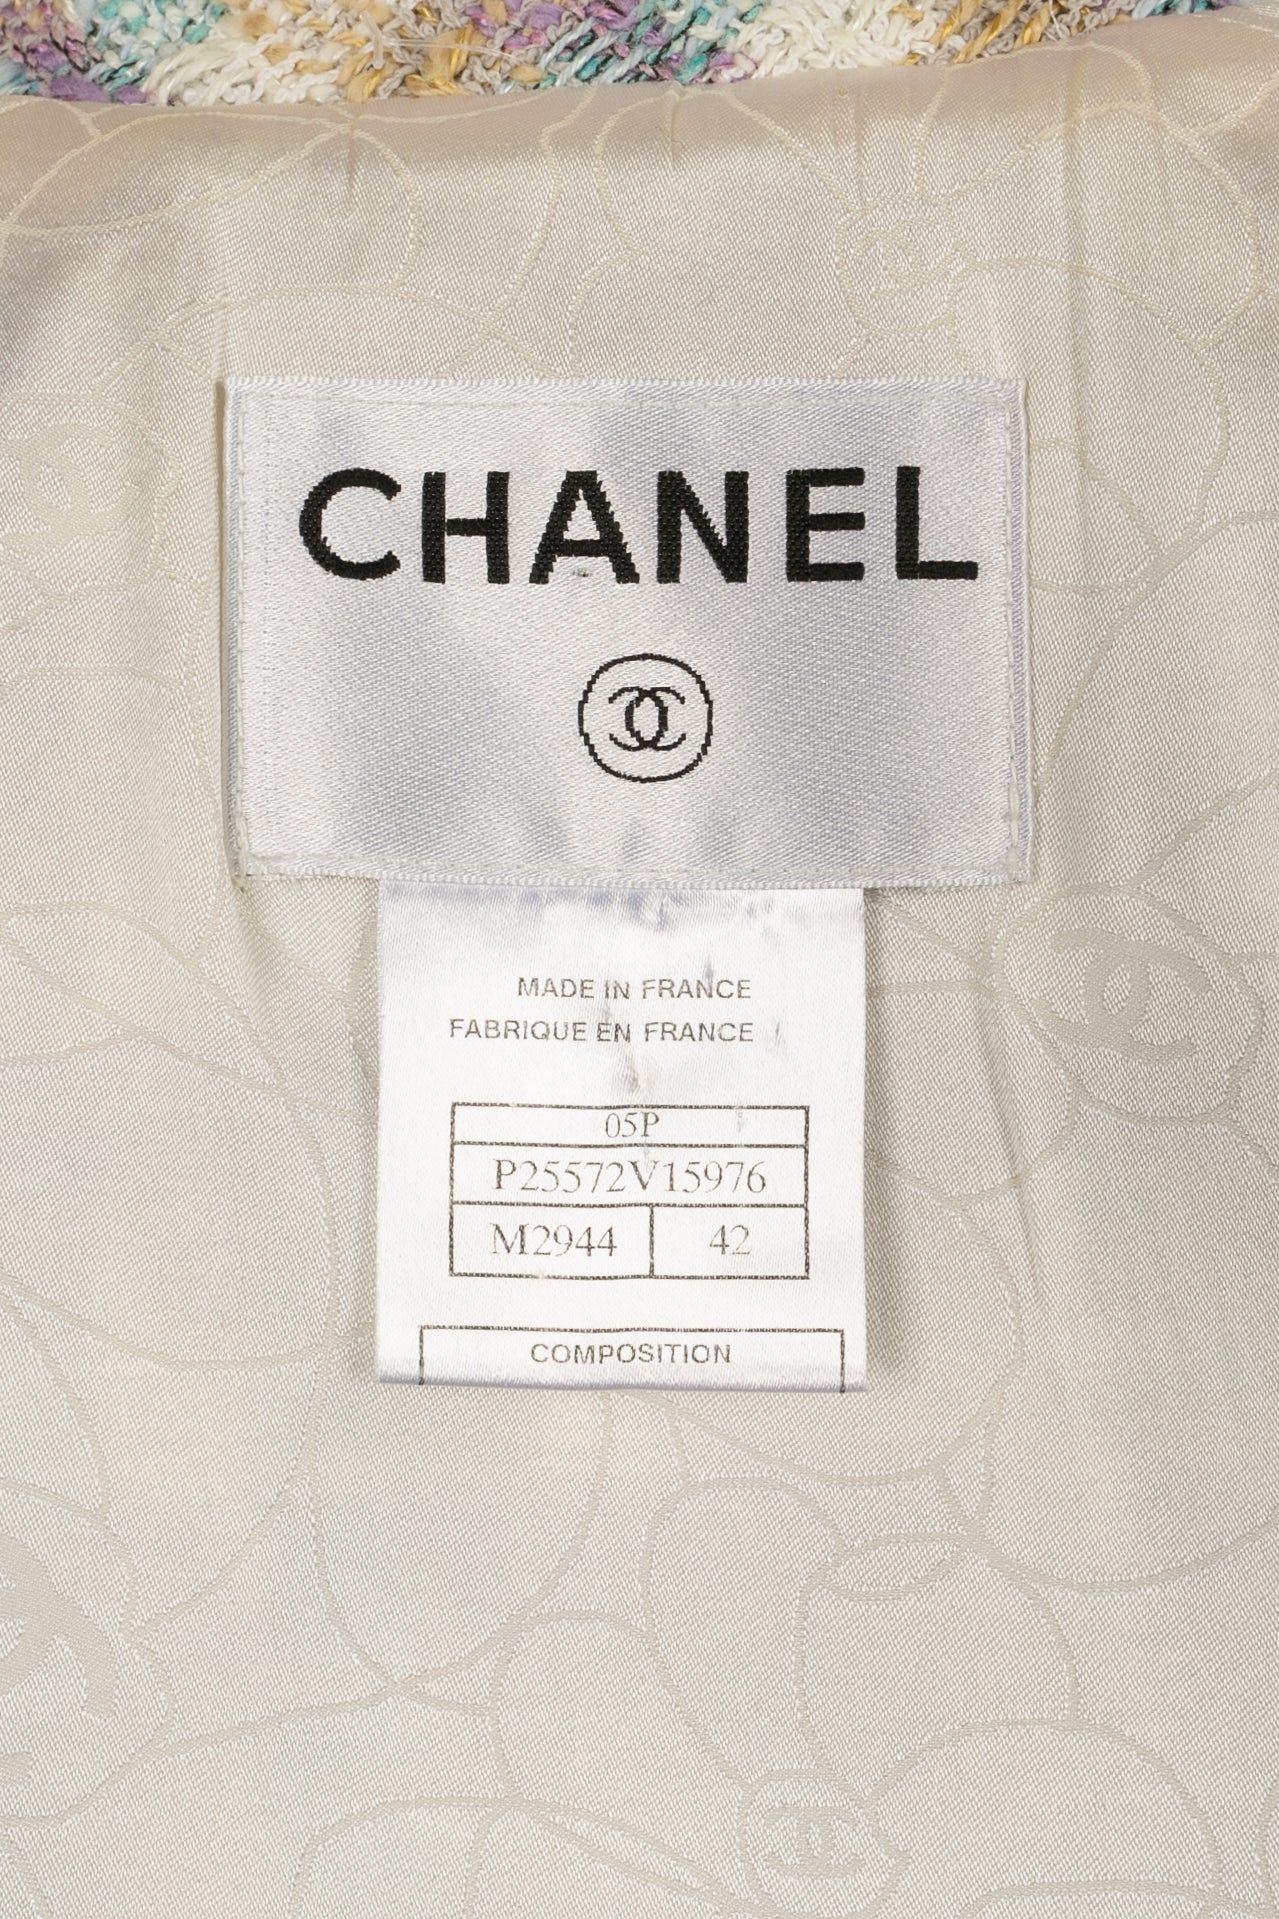 CHANEL
MADE IN FRANCE
FABRIQUE EN FRANCE
05P
P25572V15976
M2944 42
COMPOSITION